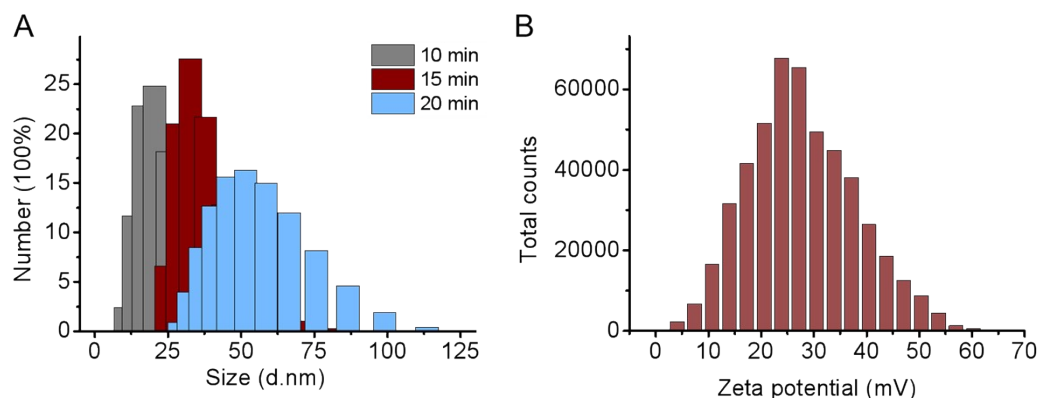 A
Number (100%)
25
20
15
10
5
0
10 min
15 min
20 min
0 25 50 75 100 125
Size (d.nm)
B
Total counts
60000
40000
20000
0
0 10 20 30 40 50 60 70
Zeta potential (mV)